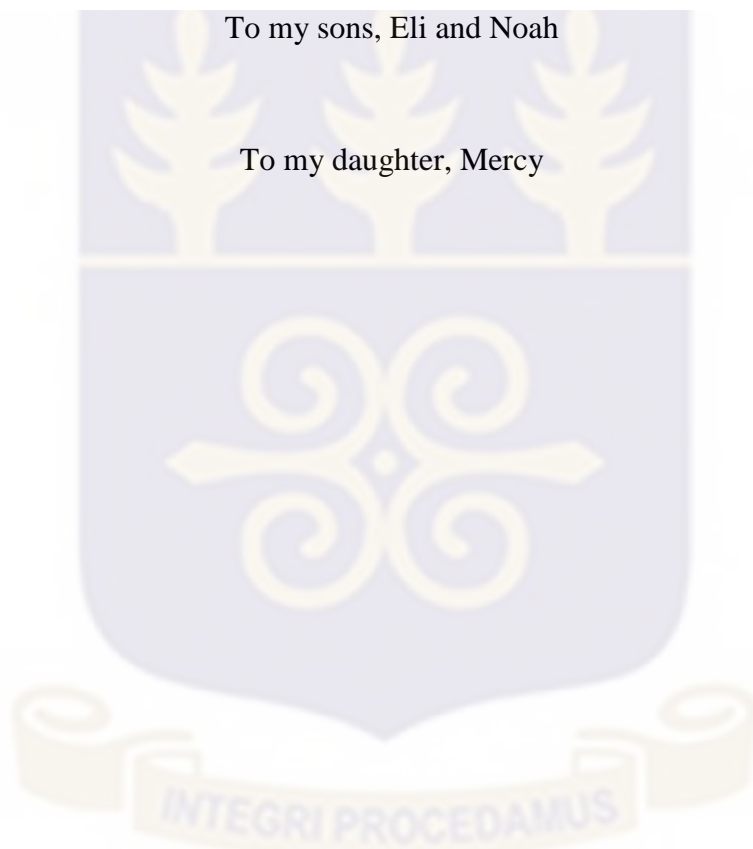 To my sons, Eli and Noah
To my daughter, Mercy
INTEGRI PROCEDAMUS